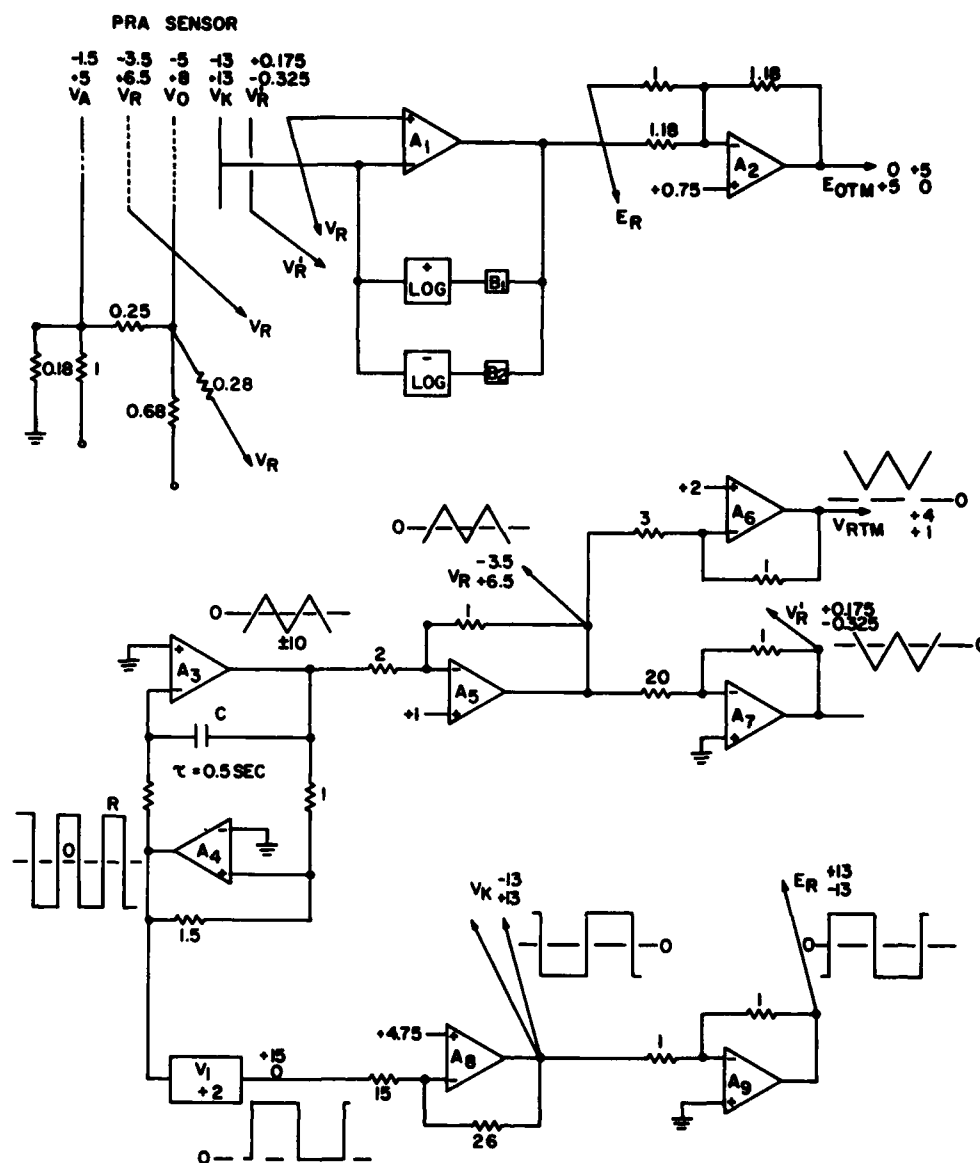 PRA SENSOR
-1.5 -3.5 -5 -13 +0.175
+5 +6.5 +8 +13 -0.325
VA VR VO VK V'R
VR
V'R
+
A1
-
+
LOG
B1
-
LOG
B2
1
1.18
1.18
-
A2
+
+0.75
ER
EOTM
0 +5
+5 0
0.25
VR
0.18
1
0.28
0.68
VR
0
-3.5
VR +6.5
1
2
-
A5
+
+1
+2
+
A6
-
3
1
0
VRTM
+4
+1
V'R +0.175
-0.325
1
0
20
-
A7
+
0
±10
+
A3
-
C
τ = 0.5 SEC
1
R
0
-
A4
+
1.5
V1
+2
+15
0
0
15
+4.75
+
A8
-
26
VK -13
+13
0
1
1
-
A9
+
ER +13
-13
0